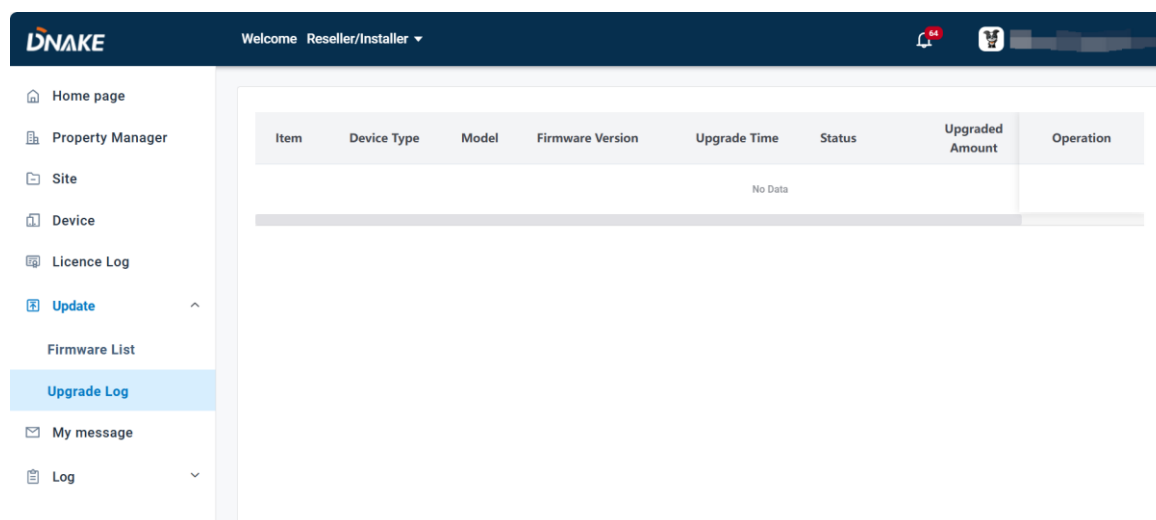 DNAKE
Welcome Reseller/Installer
64
Home page
Property Manager
Site
Device
Licence Log
Update
Firmware List
Upgrade Log
My message
Log
Item Device Type Model Firmware Version Upgrade Time Status Upgraded Amount Operation
No Data